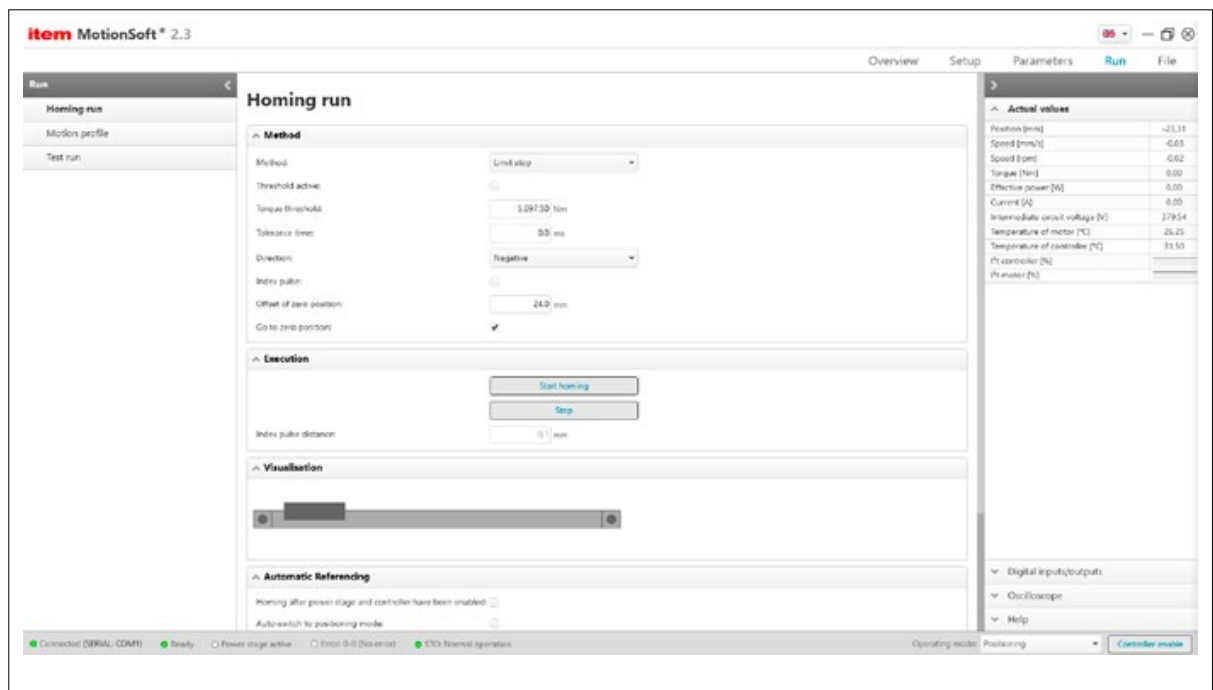 item MotionSoft® 2.3
Overview Setup Parameters Run File
Run
Homing run
Motion profile
Test run
Homing run
Method
Method: Limit stop
Threshold active:
Torque threshold: Nm
Tolerance time: 0.0 ms
Direction: Negative
Index pulse:
Offset of zero position: 24.0 mm
Go to zero position:
Execution
Start homing
Stop
Index pulse distance: mm
Visualisation
Automatic Referencing
Homing after power stage and controller have been enabled:
Auto-switch to positioning mode:
Actual values
Position [mm] -23,31
Speed [mm/s] -0,03
Speed [rpm] -0,02
Torque [Nm] 0,00
Effective power [W] 0,00
Current [A] 0,00
Intermediate circuit voltage [V] 379,54
Temperature of motor [°C] 26,25
Temperature of controller [°C] 31,50
I²t controller [%]
I²t motor [%]
Digital inputs/outputs
Oscilloscope
Help
Connected (SERIAL: COM1) Ready Power stage active Error: 0-0 (No error) STO: Normal operation Operating mode: Positioning Controller enable